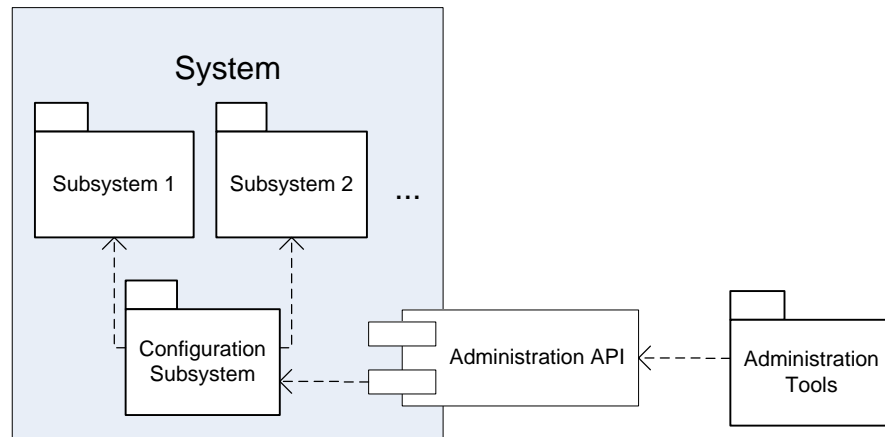 System
Subsystem 1
Subsystem 2
...
Configuration
Subsystem
Administration API
Administration
Tools